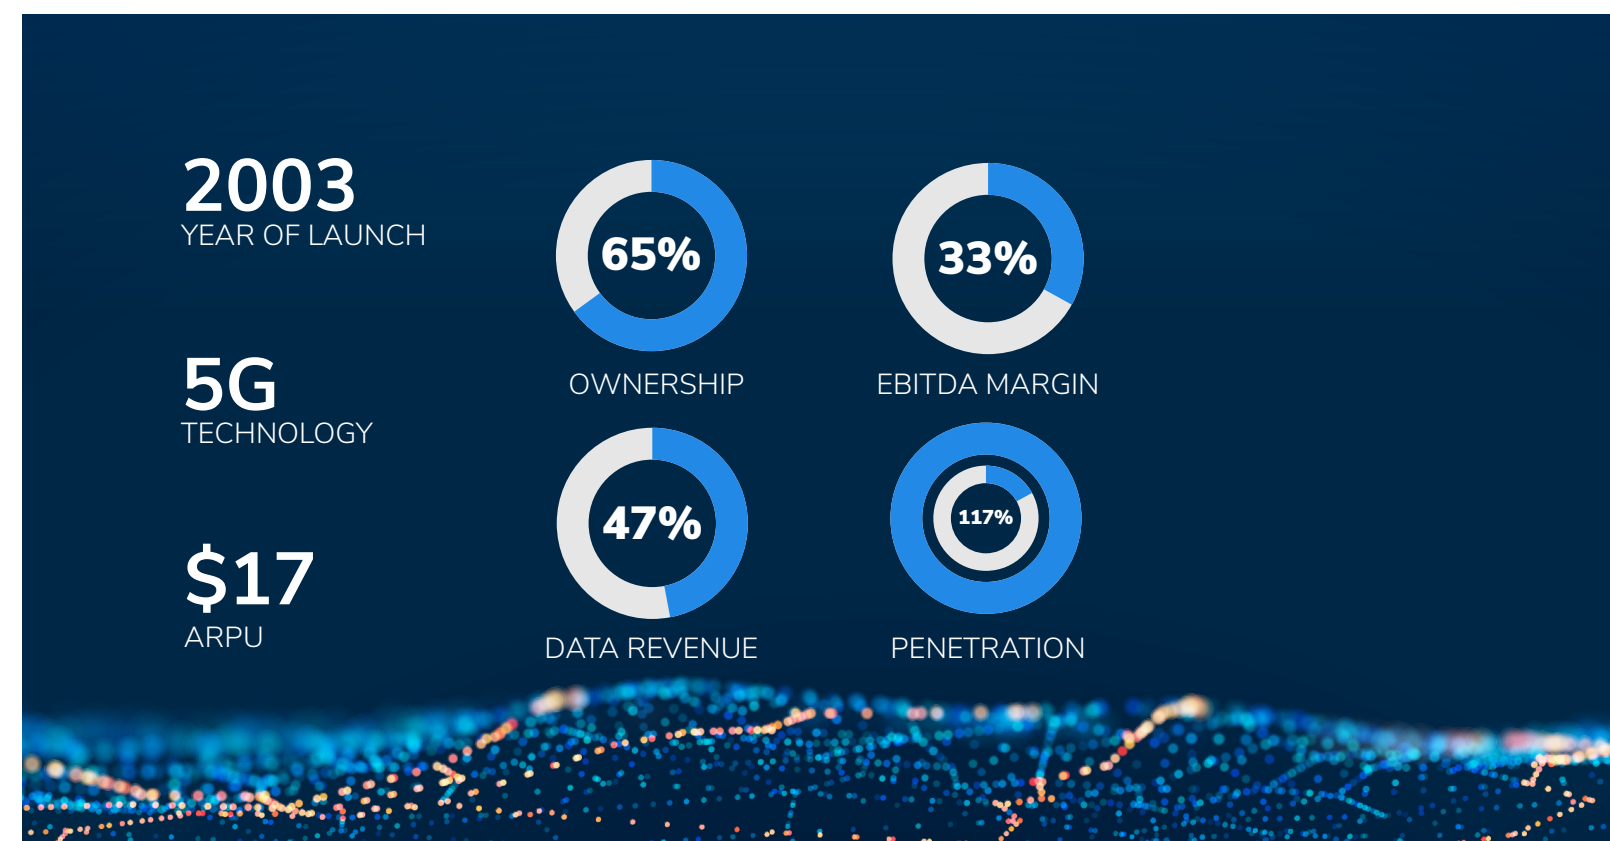 2003
YEAR OF LAUNCH
5G
TECHNOLOGY
$17
ARPU
65%
OWNERSHIP
33%
EBITDA MARGIN
47%
DATA REVENUE
117%
PENETRATION